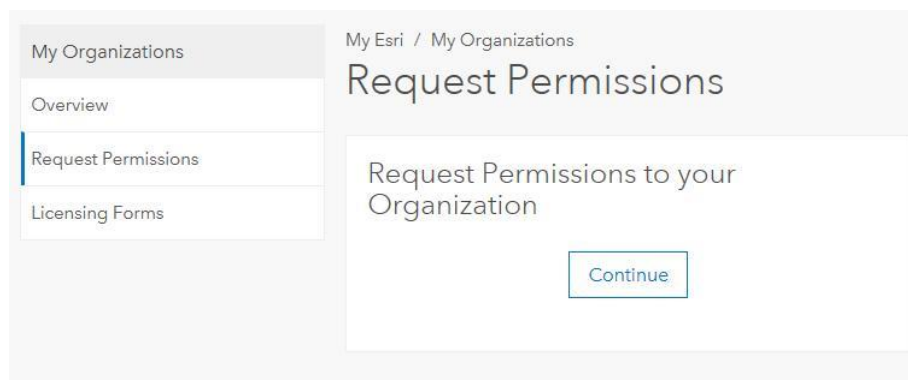 My Organizations
Overview
Request Permissions
Licensing Forms
My Esri / My Organizations
Request Permissions
Request Permissions to your
Organization
Continue